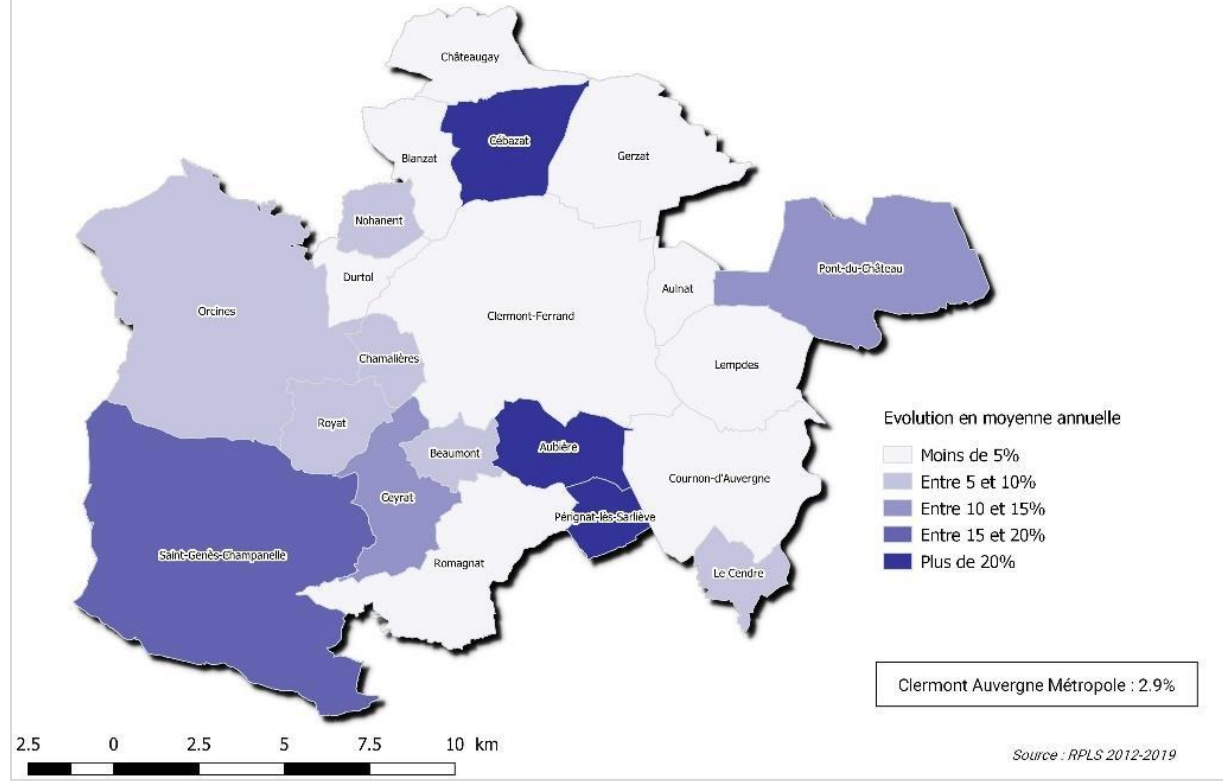 Châteaugay
Cébazat
Blanzat
Gerzat
Nohanent
Pont-du-Château
Durtol
Aulnat
Orcines
Clermont-Ferrand
Chamalières
Lempdes
Evolution en moyenne annuelle
Royat
Moins de 5%
Beaumont
Aubière
Entre 5 et 10%
Cournon-d'Auvergne
Ceyrat
Entre 10 et 15%
Pérignat-lès-Sarliève
Entre 15 et 20%
Saint-Genès-Champanelle
Romagnat
Plus de 20%
Le Cendre
Clermont Auvergne Métropole : 2.9%
2.5 0 2.5 5 7.5 10 km
Source : RPLS 2012-2019